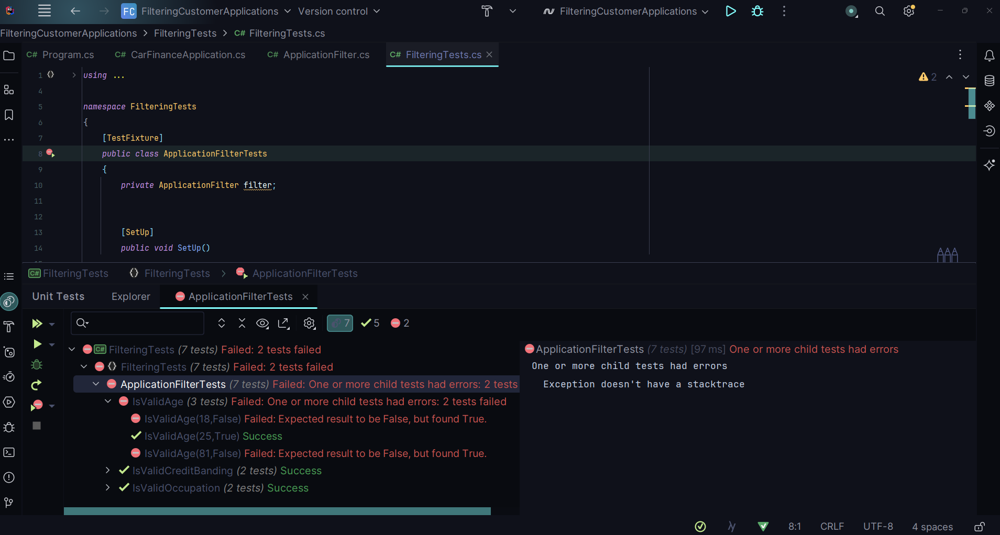 FC FilteringCustomerApplications Version control FilteringCustomerApplications
FilteringCustomerApplications > FilteringTests > C# FilteringTests.cs
C# Program.cs C# CarFinanceApplication.cs C# ApplicationFilter.cs C# FilteringTests.cs
1 using ...
2
4
5 namespace FilteringTests
6 {
7 [TestFixture]
8 public class ApplicationFilterTests
9 {
10 private ApplicationFilter filter;
11
12
13 [SetUp]
14 public void SetUp()
C# FilteringTests {} FilteringTests > ApplicationFilterTests
Unit Tests Explorer ApplicationFilterTests
7 5 2
C# FilteringTests (7 tests) Failed: 2 tests failed
{} FilteringTests (7 tests) Failed: 2 tests failed
ApplicationFilterTests (7 tests) Failed: One or more child tests had errors: 2 tests
IsValidAge (3 tests) Failed: One or more child tests had errors: 2 tests failed
IsValidAge(18,False) Failed: Expected result to be False, but found True.
IsValidAge(25,True) Success
IsValidAge(81,False) Failed: Expected result to be False, but found True.
IsValidCreditBanding (2 tests) Success
IsValidOccupation (2 tests) Success
ApplicationFilterTests (7 tests) [97 ms] One or more child tests had errors
One or more child tests had errors
Exception doesn't have a stacktrace
8:1 CRLF UTF-8 4 spaces